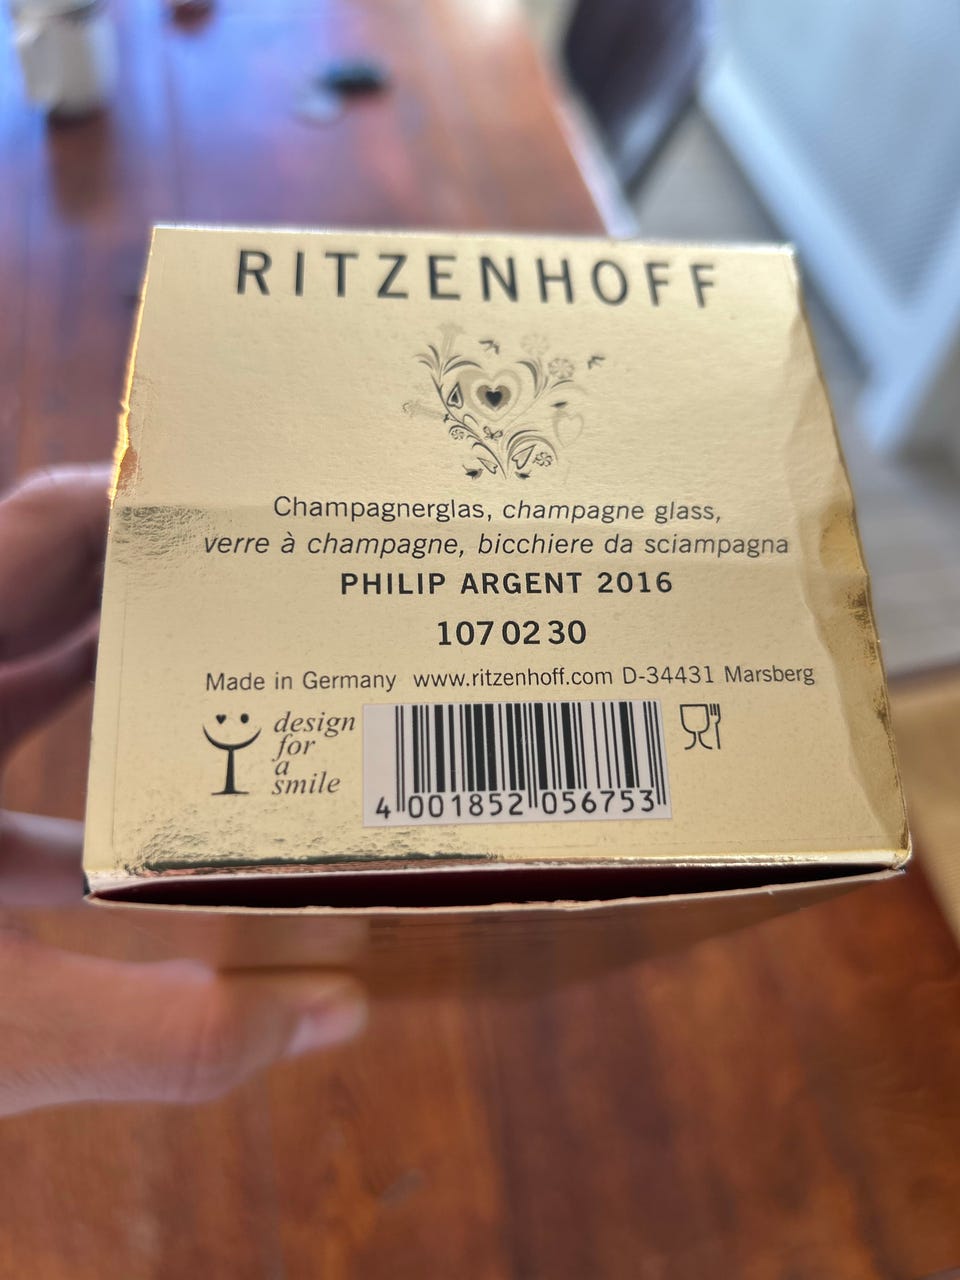 RITZENHOFF
Champagnerglas, champagne glass,
verre à champagne, bicchiere da sciampagna
PHILIP ARGENT 2016
107 02 30
Made in Germany www.ritzenhoff.com D-34431 Marsberg
design
for
a
smile
4 001852 056753